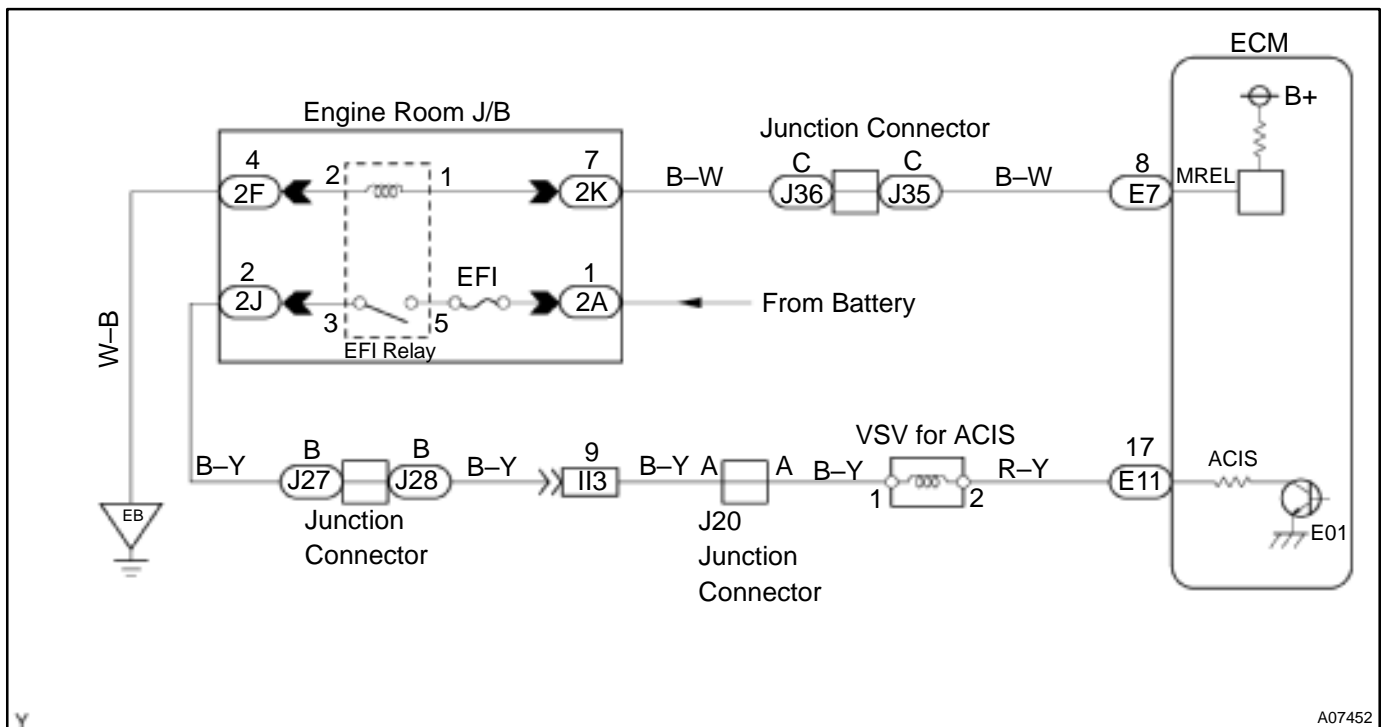 ECM
B+
Engine Room J/B
Junction Connector
4
2F
2
1
7
2K
B–W
C
J36
C
J35
B–W
8
E7
MREL
2
2J
3
5
EFI Relay
EFI
1
2A
From Battery
W–B
EB
B–Y
B
J27
B
J28
Junction
Connector
B–Y
9
II3
B–Y
A
A
J20
Junction
Connector
B–Y
VSV for ACIS
1
2
R–Y
17
E11
ACIS
E01
Y
A07452